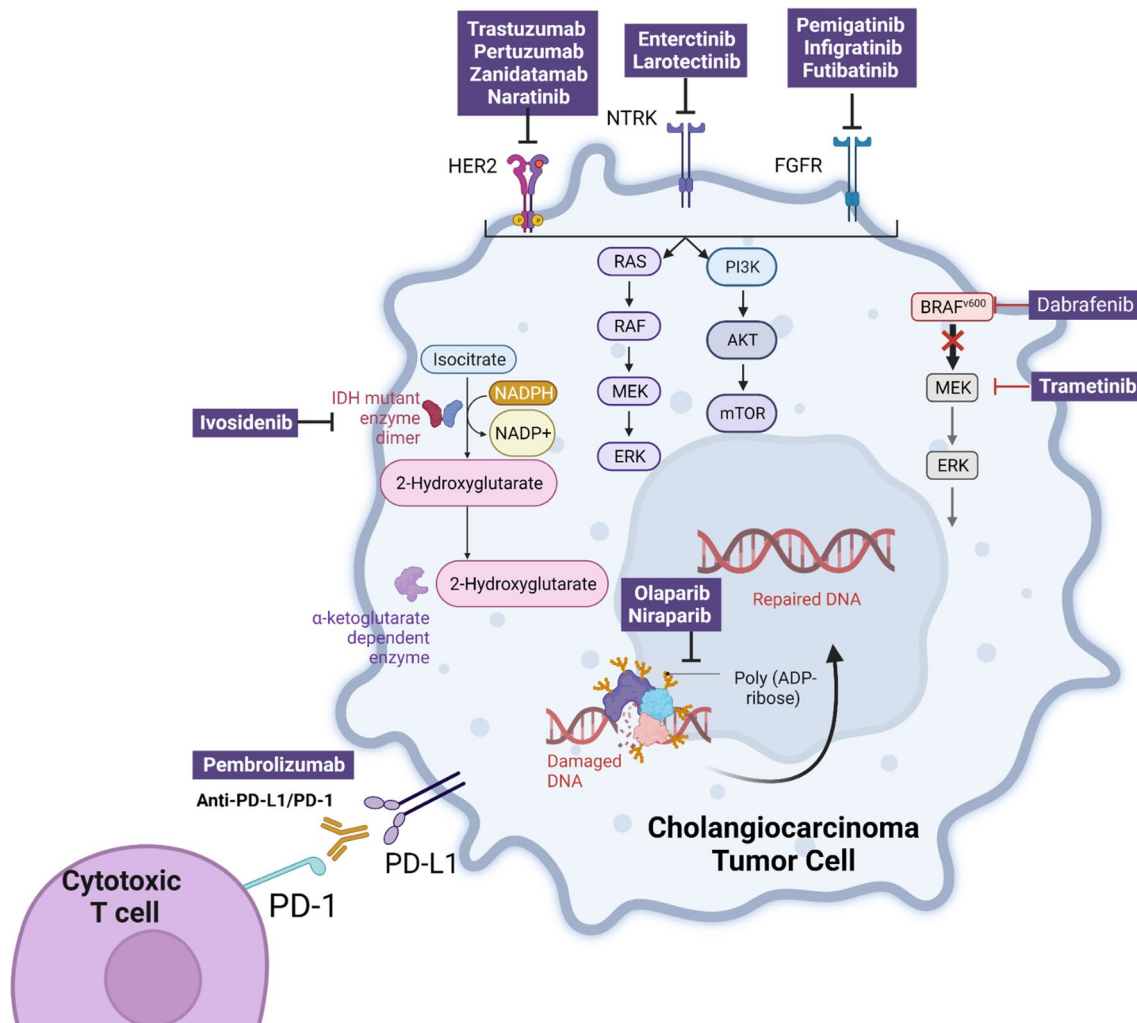 Trastuzumab
Pertuzumab
Zanidatamab
Naratinib
Enterctinib
Larotectinib
Pemigatinib
Infigratinib
Futibatinib
HER2
NTRK
FGFR
P
P
RAS
RAF
MEK
ERK
PI3K
AKT
mTOR
BRAFv600
Dabrafenib
MEK
Trametinib
ERK
Isocitrate
NADPH
NADP+
IDH mutant
enzyme
dimer
Ivosidenib
2-Hydroxyglutarate
2-Hydroxyglutarate
α-ketoglutarate
dependent
enzyme
Repaired DNA
Olaparib
Niraparib
Poly (ADP-
ribose)
Damaged
DNA
Pembrolizumab
Anti-PD-L1/PD-1
PD-L1
PD-1
Cytotoxic
T cell
Cholangiocarcinoma
Tumor Cell